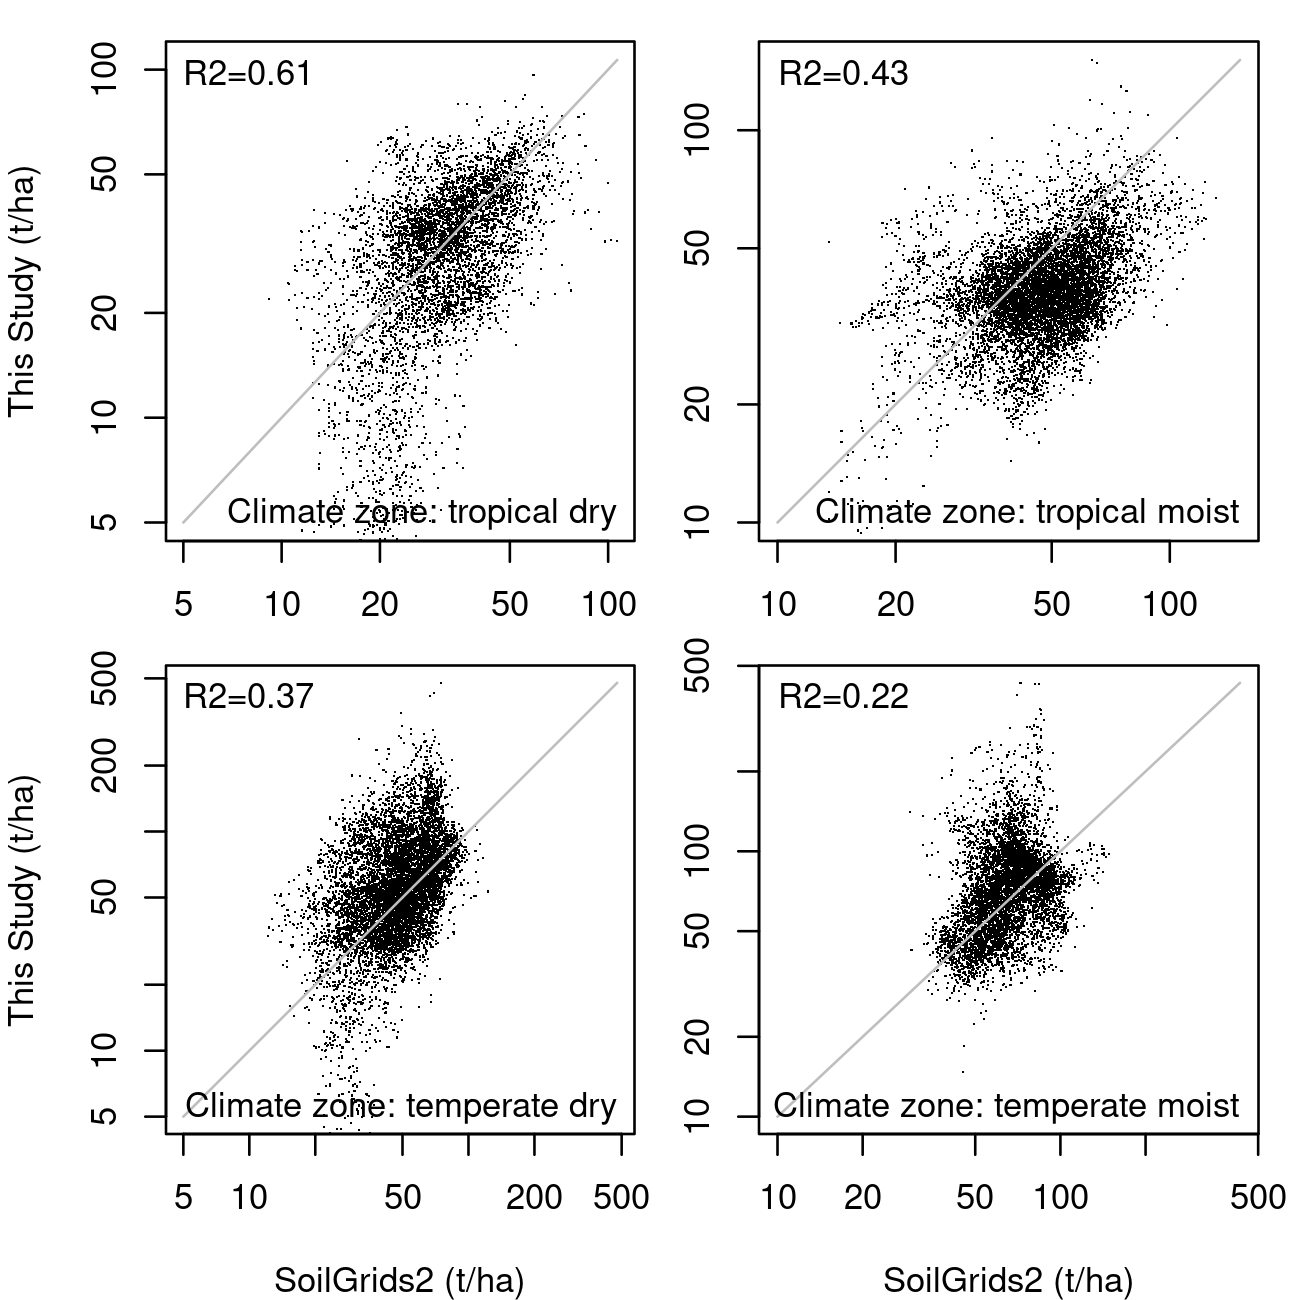 R2=0.61
Climate zone: tropical dry
This Study (t/ha)
100
50
20
10
5
5 10 20 50 100
R2=0.43
Climate zone: tropical moist
100
50
20
10
10 20 50 100
R2=0.37
Climate zone: temperate dry
This Study (t/ha)
500
200
50
10
5
5 10 50 200 500
SoilGrids2 (t/ha)
R2=0.22
Climate zone: temperate moist
500
100
50
20
10
10 20 50 100 500
SoilGrids2 (t/ha)